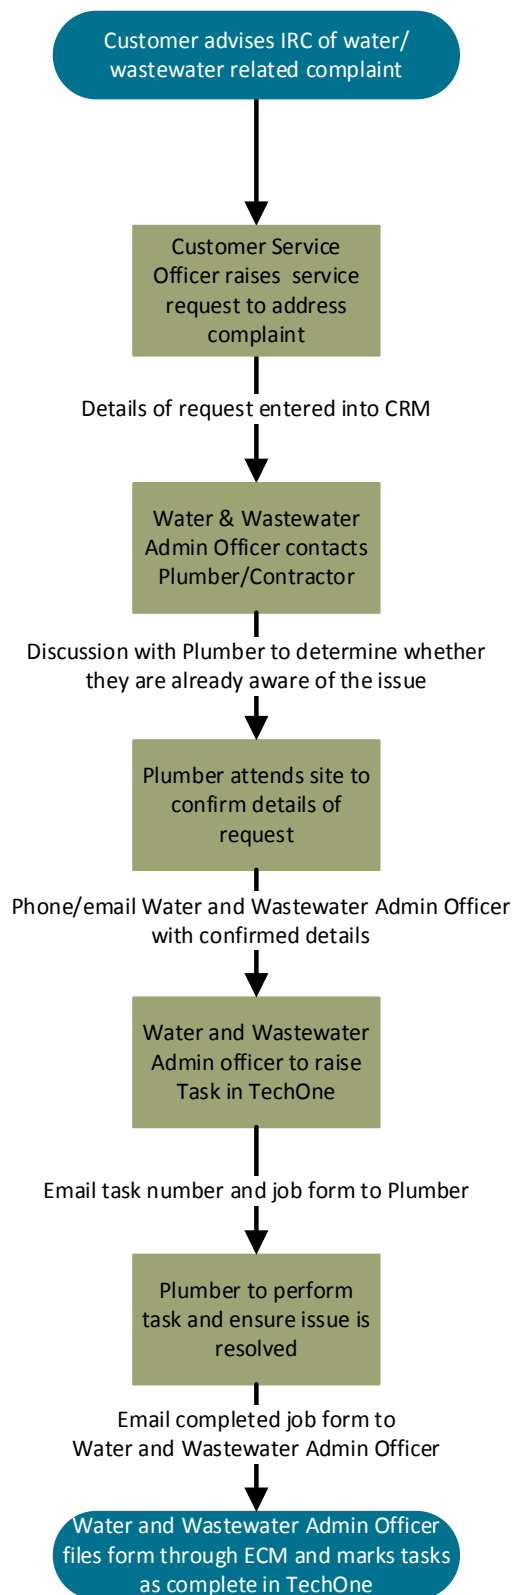 Customer advises IRC of water/
wastewater related complaint
Customer Service
Officer raises  service
request to address
complaint
Details of request entered into CRM
Water & Wastewater
Admin Officer contacts
Plumber/Contractor
Discussion with Plumber to determine whether
they are already aware of the issue
Plumber attends site to
confirm details of
request
Phone/email Water and Wastewater Admin Officer
with confirmed details
Water and Wastewater
Admin officer to raise
Task in TechOne
Email task number and job form to Plumber
Plumber to perform
task and ensure issue is
resolved
Email completed job form to
Water and Wastewater Admin Officer
Water and Wastewater Admin Officer
files form through ECM and marks tasks
as complete in TechOne